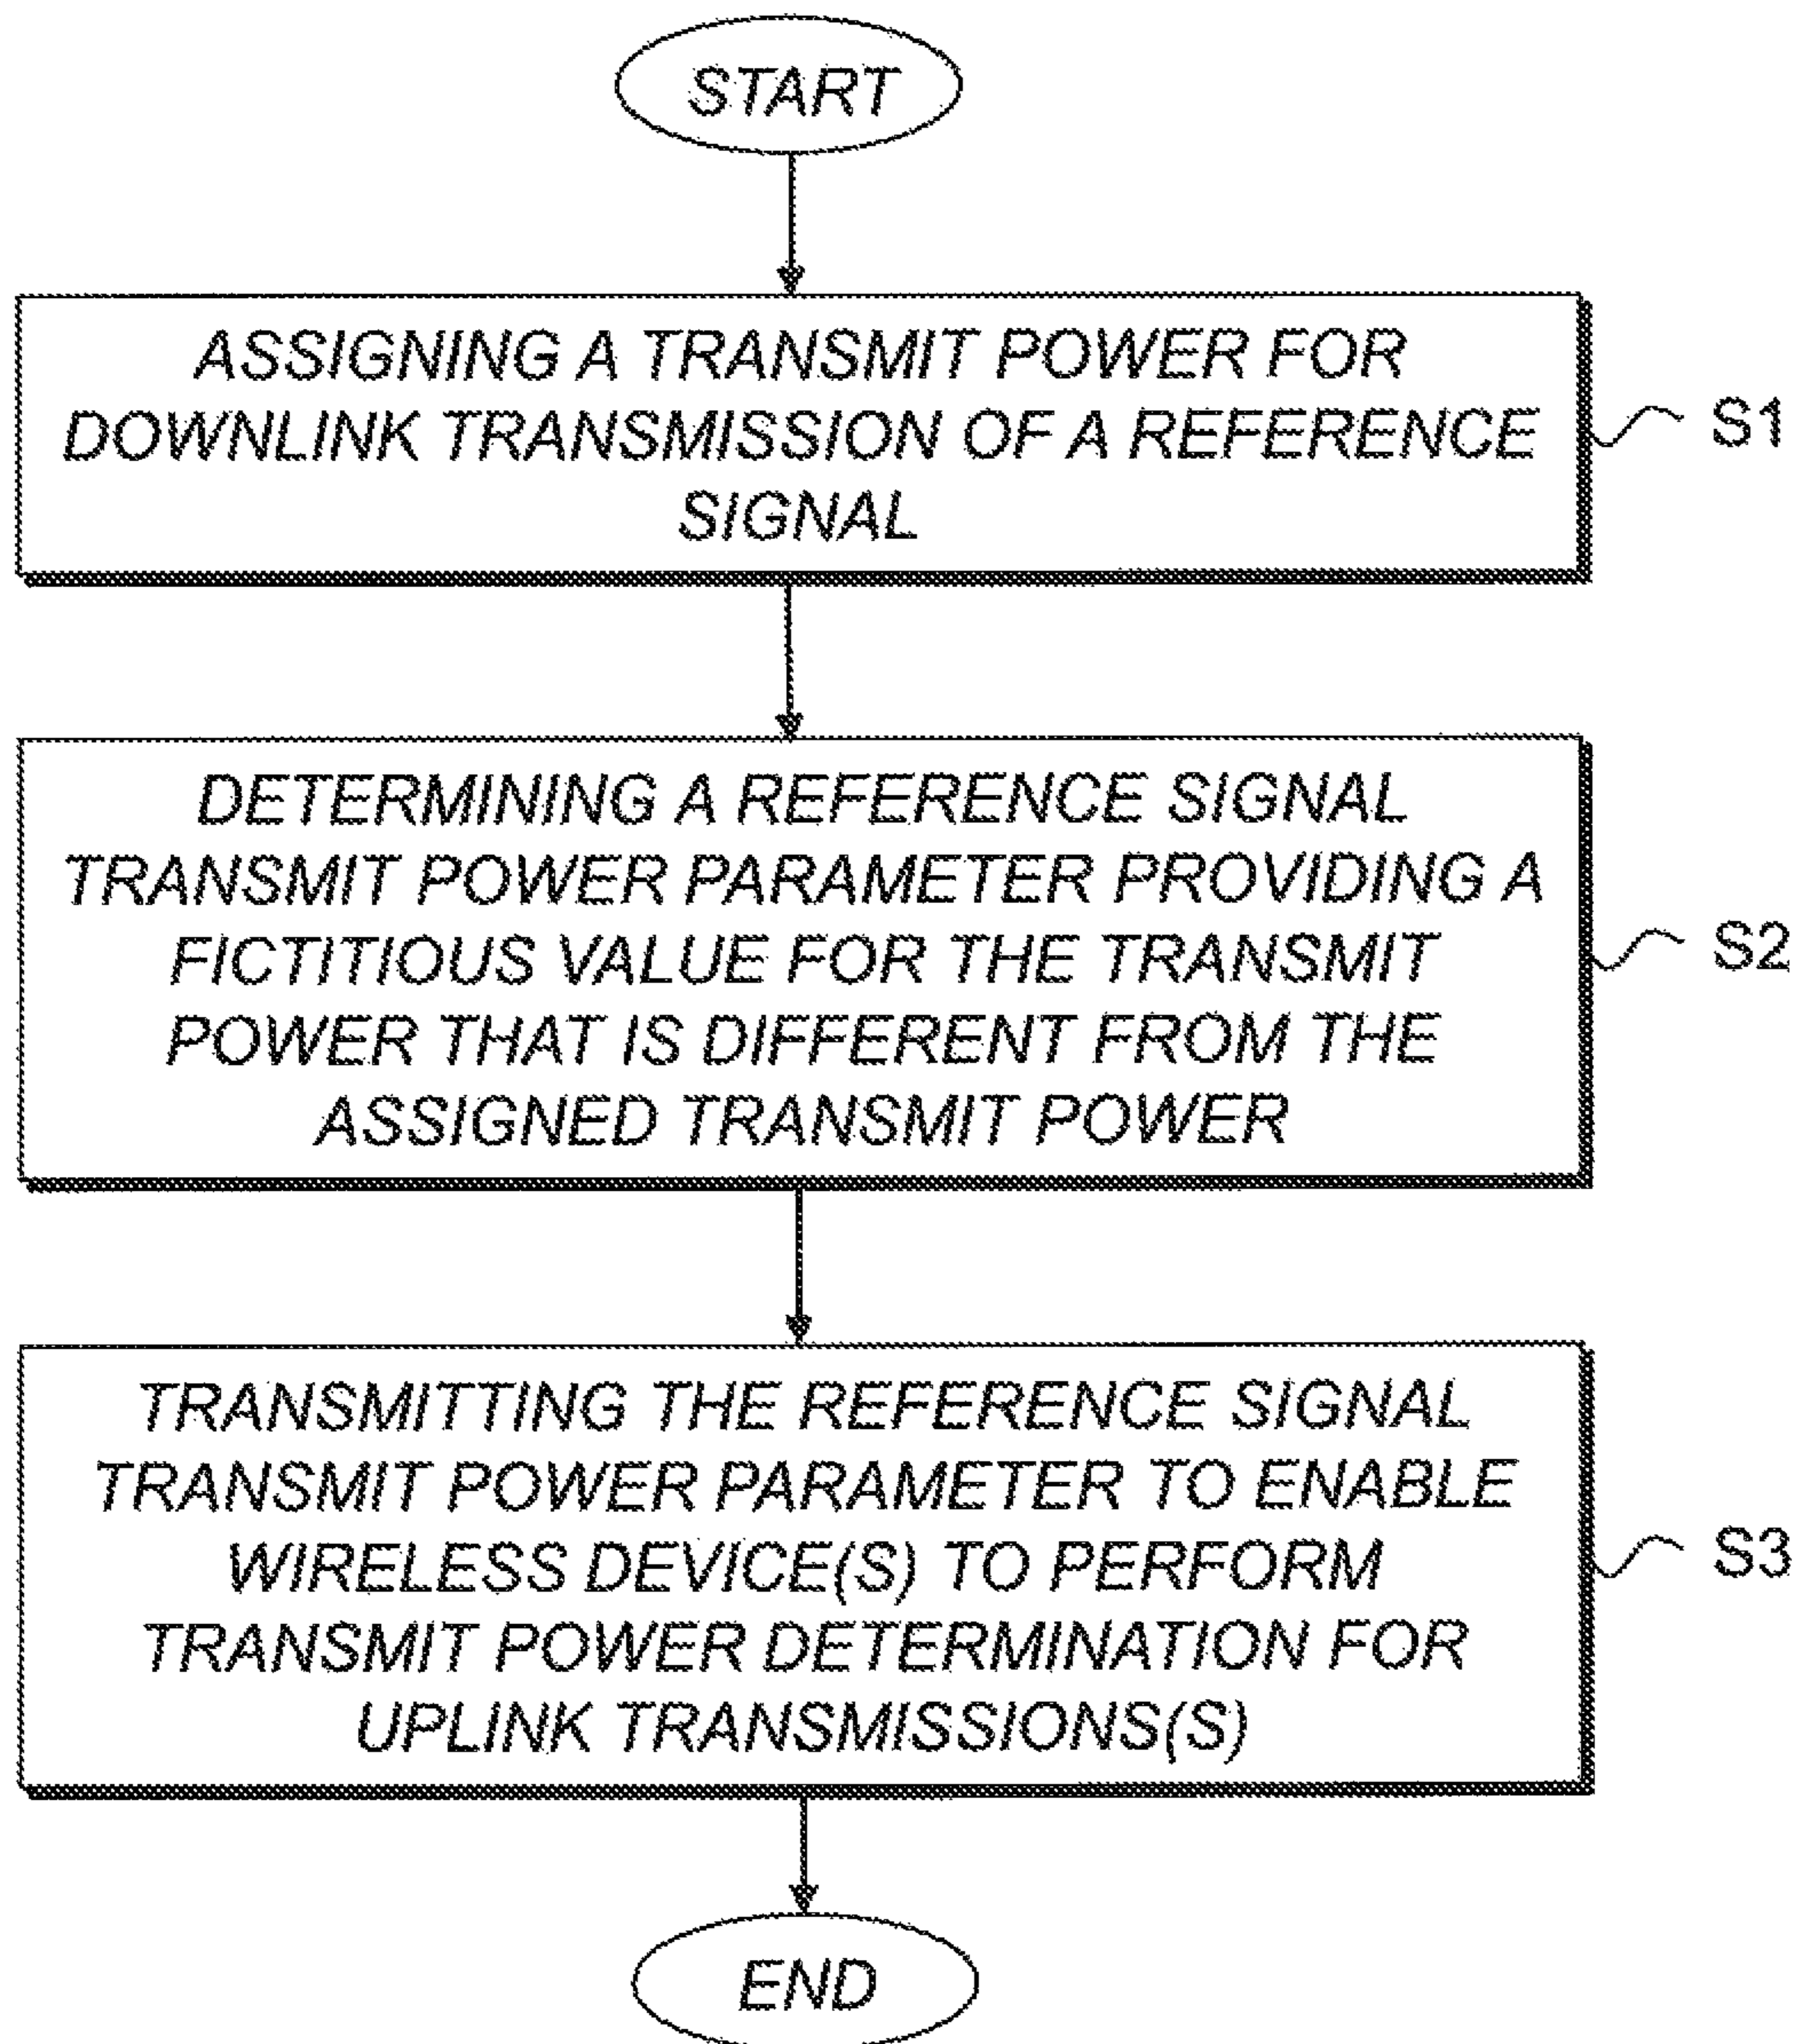 START
ASSIGNING A TRANSMIT POWER FOR
DOWNLINK TRANSMISSION OF A REFERENCE
SIGNAL
S1
DETERMINING A REFERENCE SIGNAL
TRANSMIT POWER PARAMETER PROVIDING A
FICTITIOUS VALUE FOR THE TRANSMIT
POWER THAT IS DIFFERENT FROM THE
ASSIGNED TRANSMIT POWER
S2
TRANSMITTING THE REFERENCE SIGNAL
TRANSMIT POWER PARAMETER TO ENABLE
WIRELESS DEVICE(S) TO PERFORM
TRANSMIT POWER DETERMINATION FOR
UPLINK TRANSMISSIONS(S)
S3
END